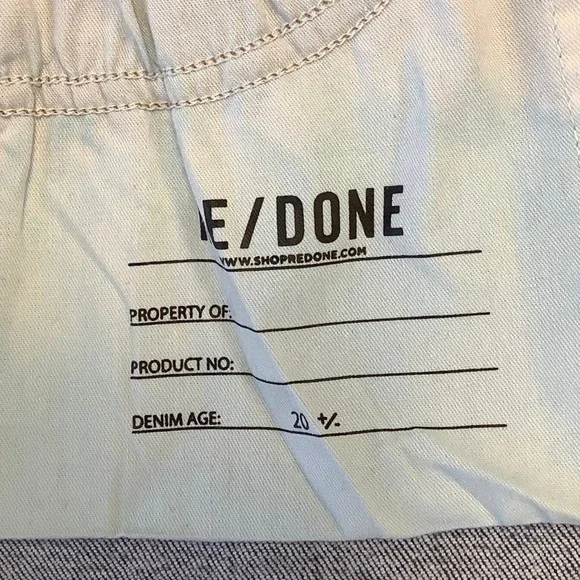 E / DONE
WWW.SHOPREDONE.COM
PROPERTY OF:
PRODUCT NO:
DENIM AGE: 20 +/-